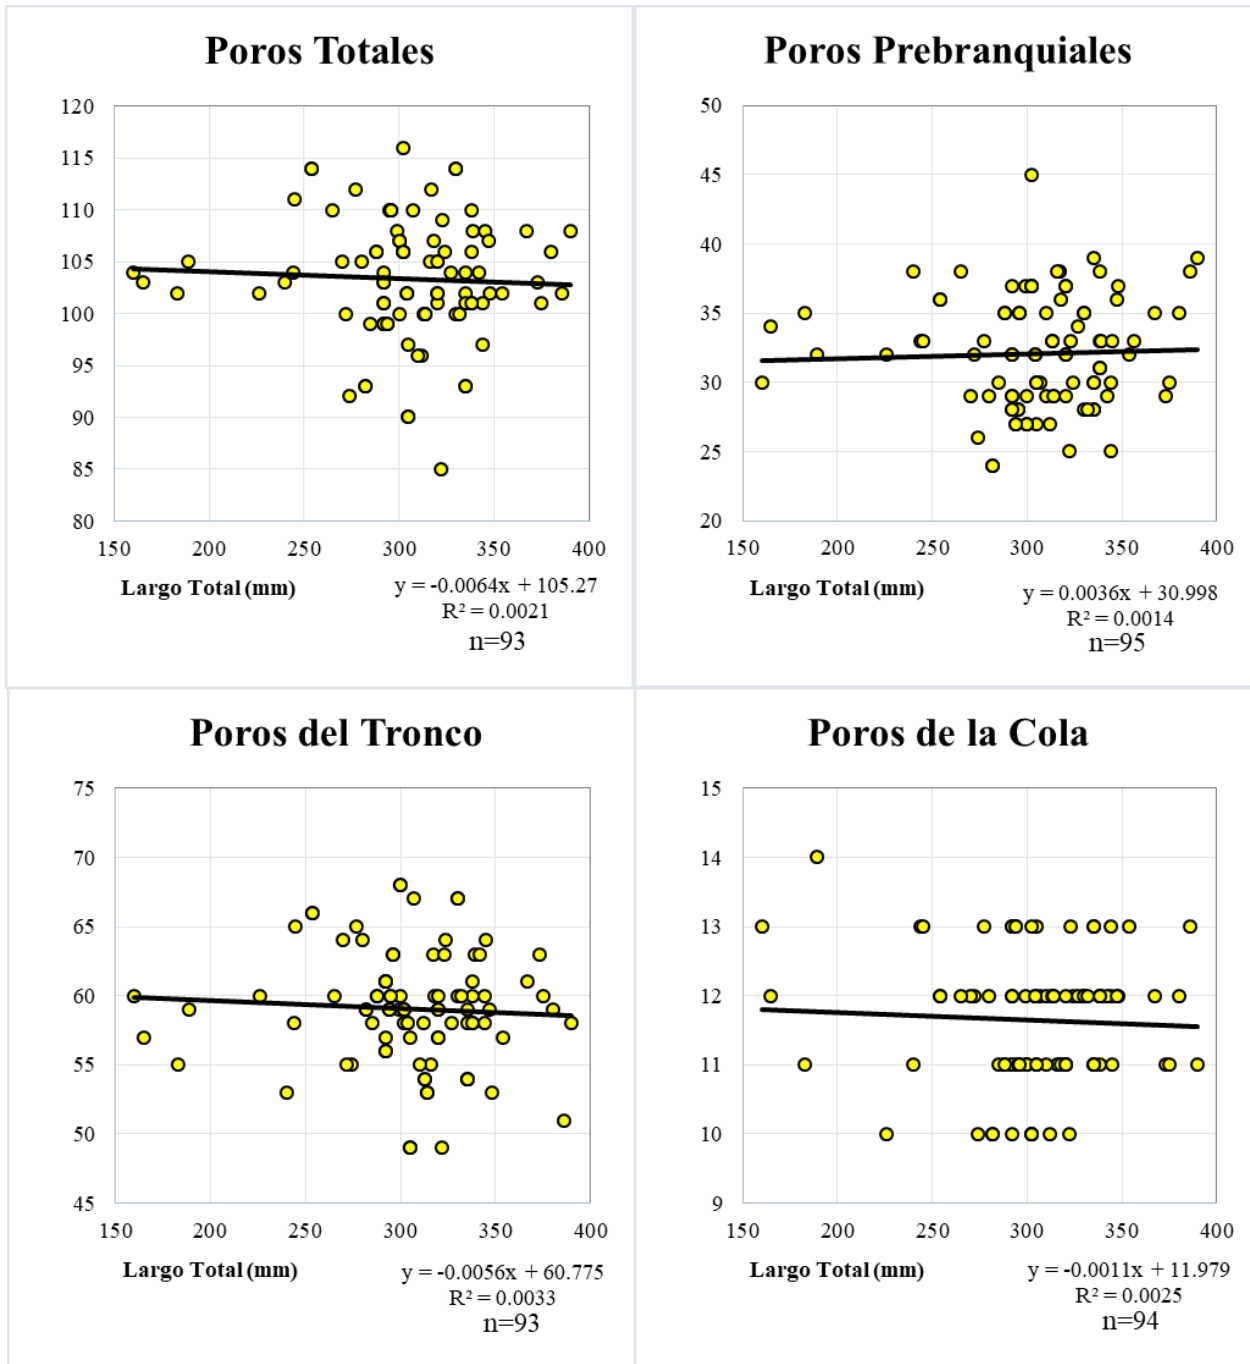 Poros Totales
120
115
110
105
100
95
90
85
80
150 200 250 300 350 400
Largo Total (mm)
y = -0.0064x + 105.27
R² = 0.0021
n=93
Poros Prebranquiales
50
45
40
35
30
25
20
150 200 250 300 350 400
Largo Total (mm)
y = 0.0036x + 30.998
R² = 0.0014
n=95
Poros del Tronco
75
70
65
60
55
50
45
150 200 250 300 350 400
Largo Total (mm)
y = -0.0056x + 60.775
R² = 0.0033
n=93
Poros de la Cola
15
14
13
12
11
10
9
150 200 250 300 350 400
Largo Total (mm)
y = -0.0011x + 11.979
R² = 0.0025
n=94